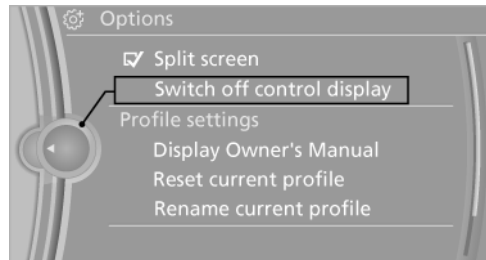 Options
Split screen
Switch off control display
Profile settings
Display Owner's Manual
Reset current profile
Rename current profile